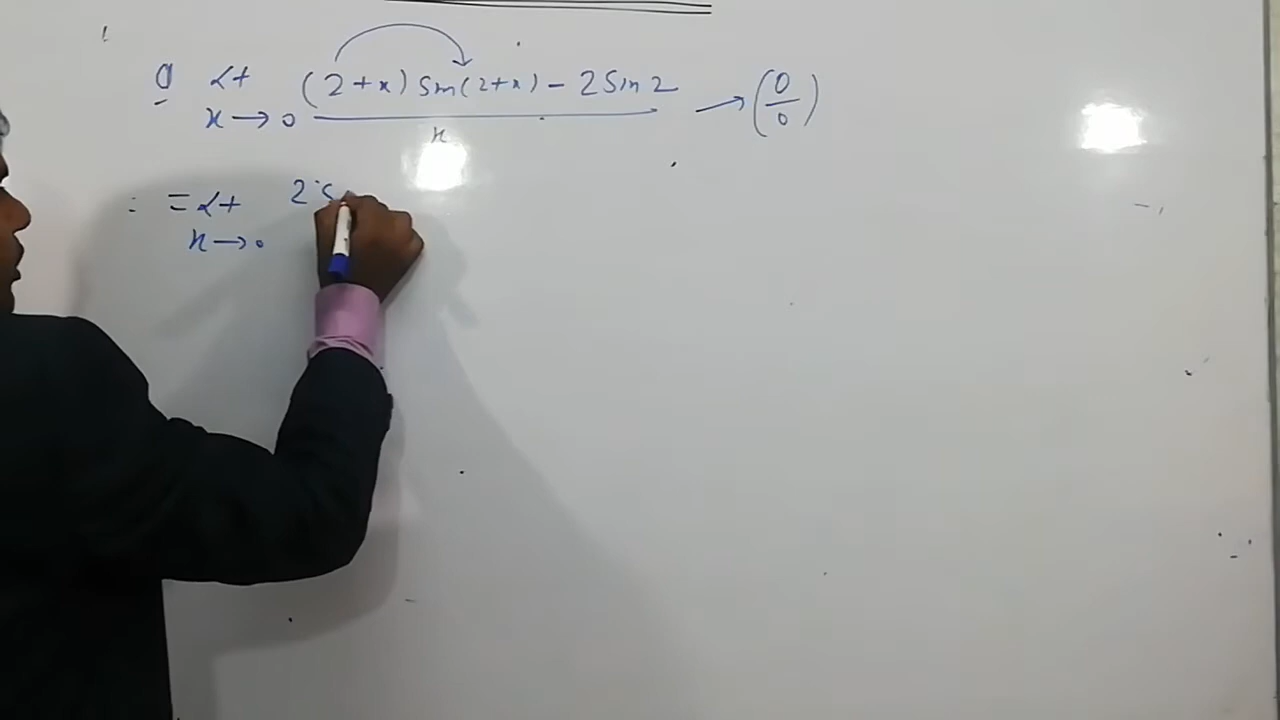 Q Lt (2+x) Sin(2+x) - 2 Sin 2 → (0/0)
x → 0 x
= Lt 2 S
x → 0